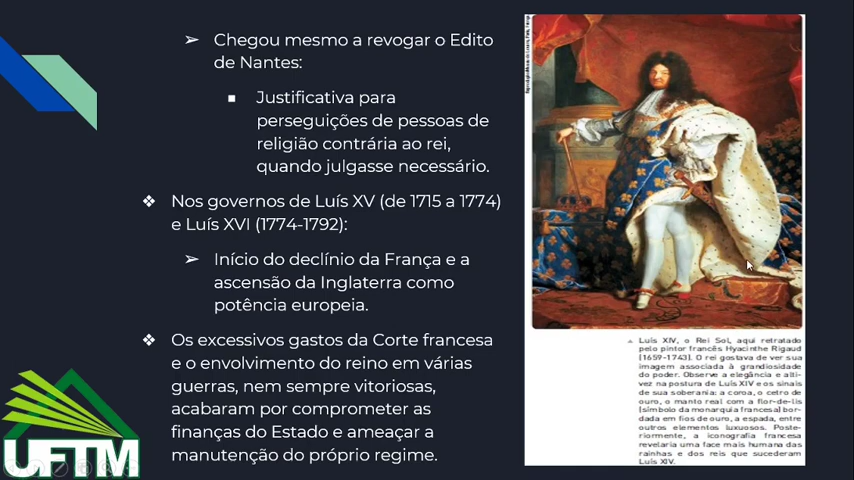 ➢ Chegou mesmo a revogar o Edito
de Nantes:
▪ Justificativa para
perseguições de pessoas de
religião contrária ao rei,
quando julgasse necessário.
❖ Nos governos de Luís XV (de 1715 a 1774)
e Luís XVI (1774-1792):
➢ Início do declínio da França e a
ascensão da Inglaterra como
potência europeia.
❖ Os excessivos gastos da Corte francesa
e o envolvimento do reino em várias
guerras, nem sempre vitoriosas,
acabaram por comprometer as
finanças do Estado e ameaçar a
manutenção do próprio regime.
UFTM
Luís XIV, o Rei Sol, aqui retratado
pelo pintor francês Hyacinthe Rigaud
(1659-1743). O rei gostava de ver sua
imagem associada à grandiosidade
do poder. Observe a elegância e alti-
vez na postura de Luís XIV e os sinais
de sua soberania: a coroa, o cetro de
ouro, o manto real com a flor-de-lis
(símbolo da monarquia francesa) bor-
dada em fios de ouro, a espada, entre
outros elementos luxuosos. Poste-
riormente, a iconografia francesa
revelaria uma face mais humana das
rainhas e dos reis que sucederam
Luís XIV.